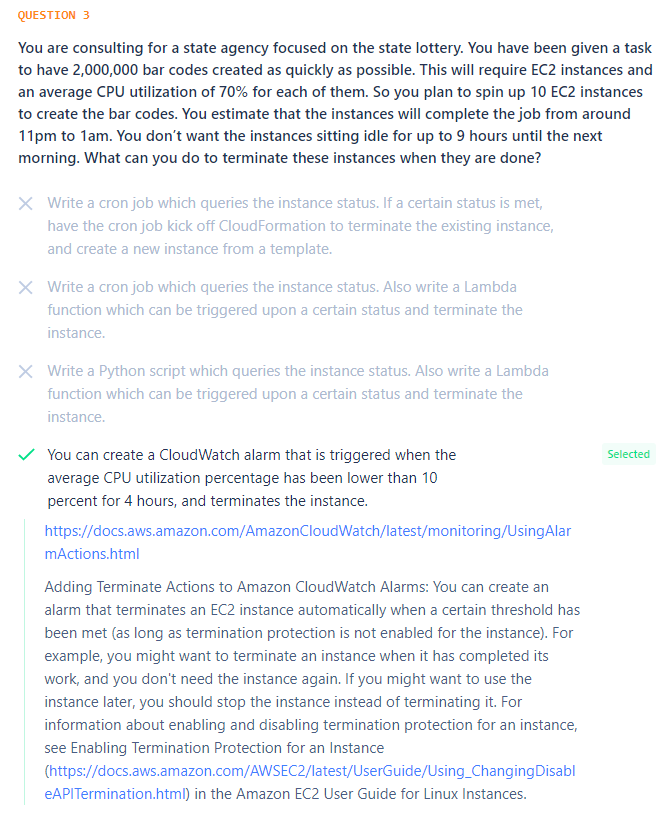 QUESTION 3
You are consulting for a state agency focused on the state lottery. You have been given a task
to have 2,000,000 bar codes created as quickly as possible. This will require EC2 instances and
an average CPU utilization of 70% for each of them. So you plan to spin up 10 EC2 instances
to create the bar codes. You estimate that the instances will complete the job from around
11pm to 1am. You don’t want the instances sitting idle for up to 9 hours until the next
morning. What can you do to terminate these instances when they are done?
Write a cron job which queries the instance status. If a certain status is met,
have the cron job kick off CloudFormation to terminate the existing instance,
and create a new instance from a template.
Write a cron job which queries the instance status. Also write a Lambda
function which can be triggered upon a certain status and terminate the
instance.
Write a Python script which queries the instance status. Also write a Lambda
function which can be triggered upon a certain status and terminate the
instance.
You can create a CloudWatch alarm that is triggered when the
average CPU utilization percentage has been lower than 10
percent for 4 hours, and terminates the instance.
Selected
https://docs.aws.amazon.com/AmazonCloudWatch/latest/monitoring/UsingAlar
mActions.html
Adding Terminate Actions to Amazon CloudWatch Alarms: You can create an
alarm that terminates an EC2 instance automatically when a certain threshold has
been met (as long as termination protection is not enabled for the instance). For
example, you might want to terminate an instance when it has completed its
work, and you don't need the instance again. If you might want to use the
instance later, you should stop the instance instead of terminating it. For
information about enabling and disabling termination protection for an instance,
see Enabling Termination Protection for an Instance
(https://docs.aws.amazon.com/AWSEC2/latest/UserGuide/Using_ChangingDisabl
eAPITermination.html) in the Amazon EC2 User Guide for Linux Instances.